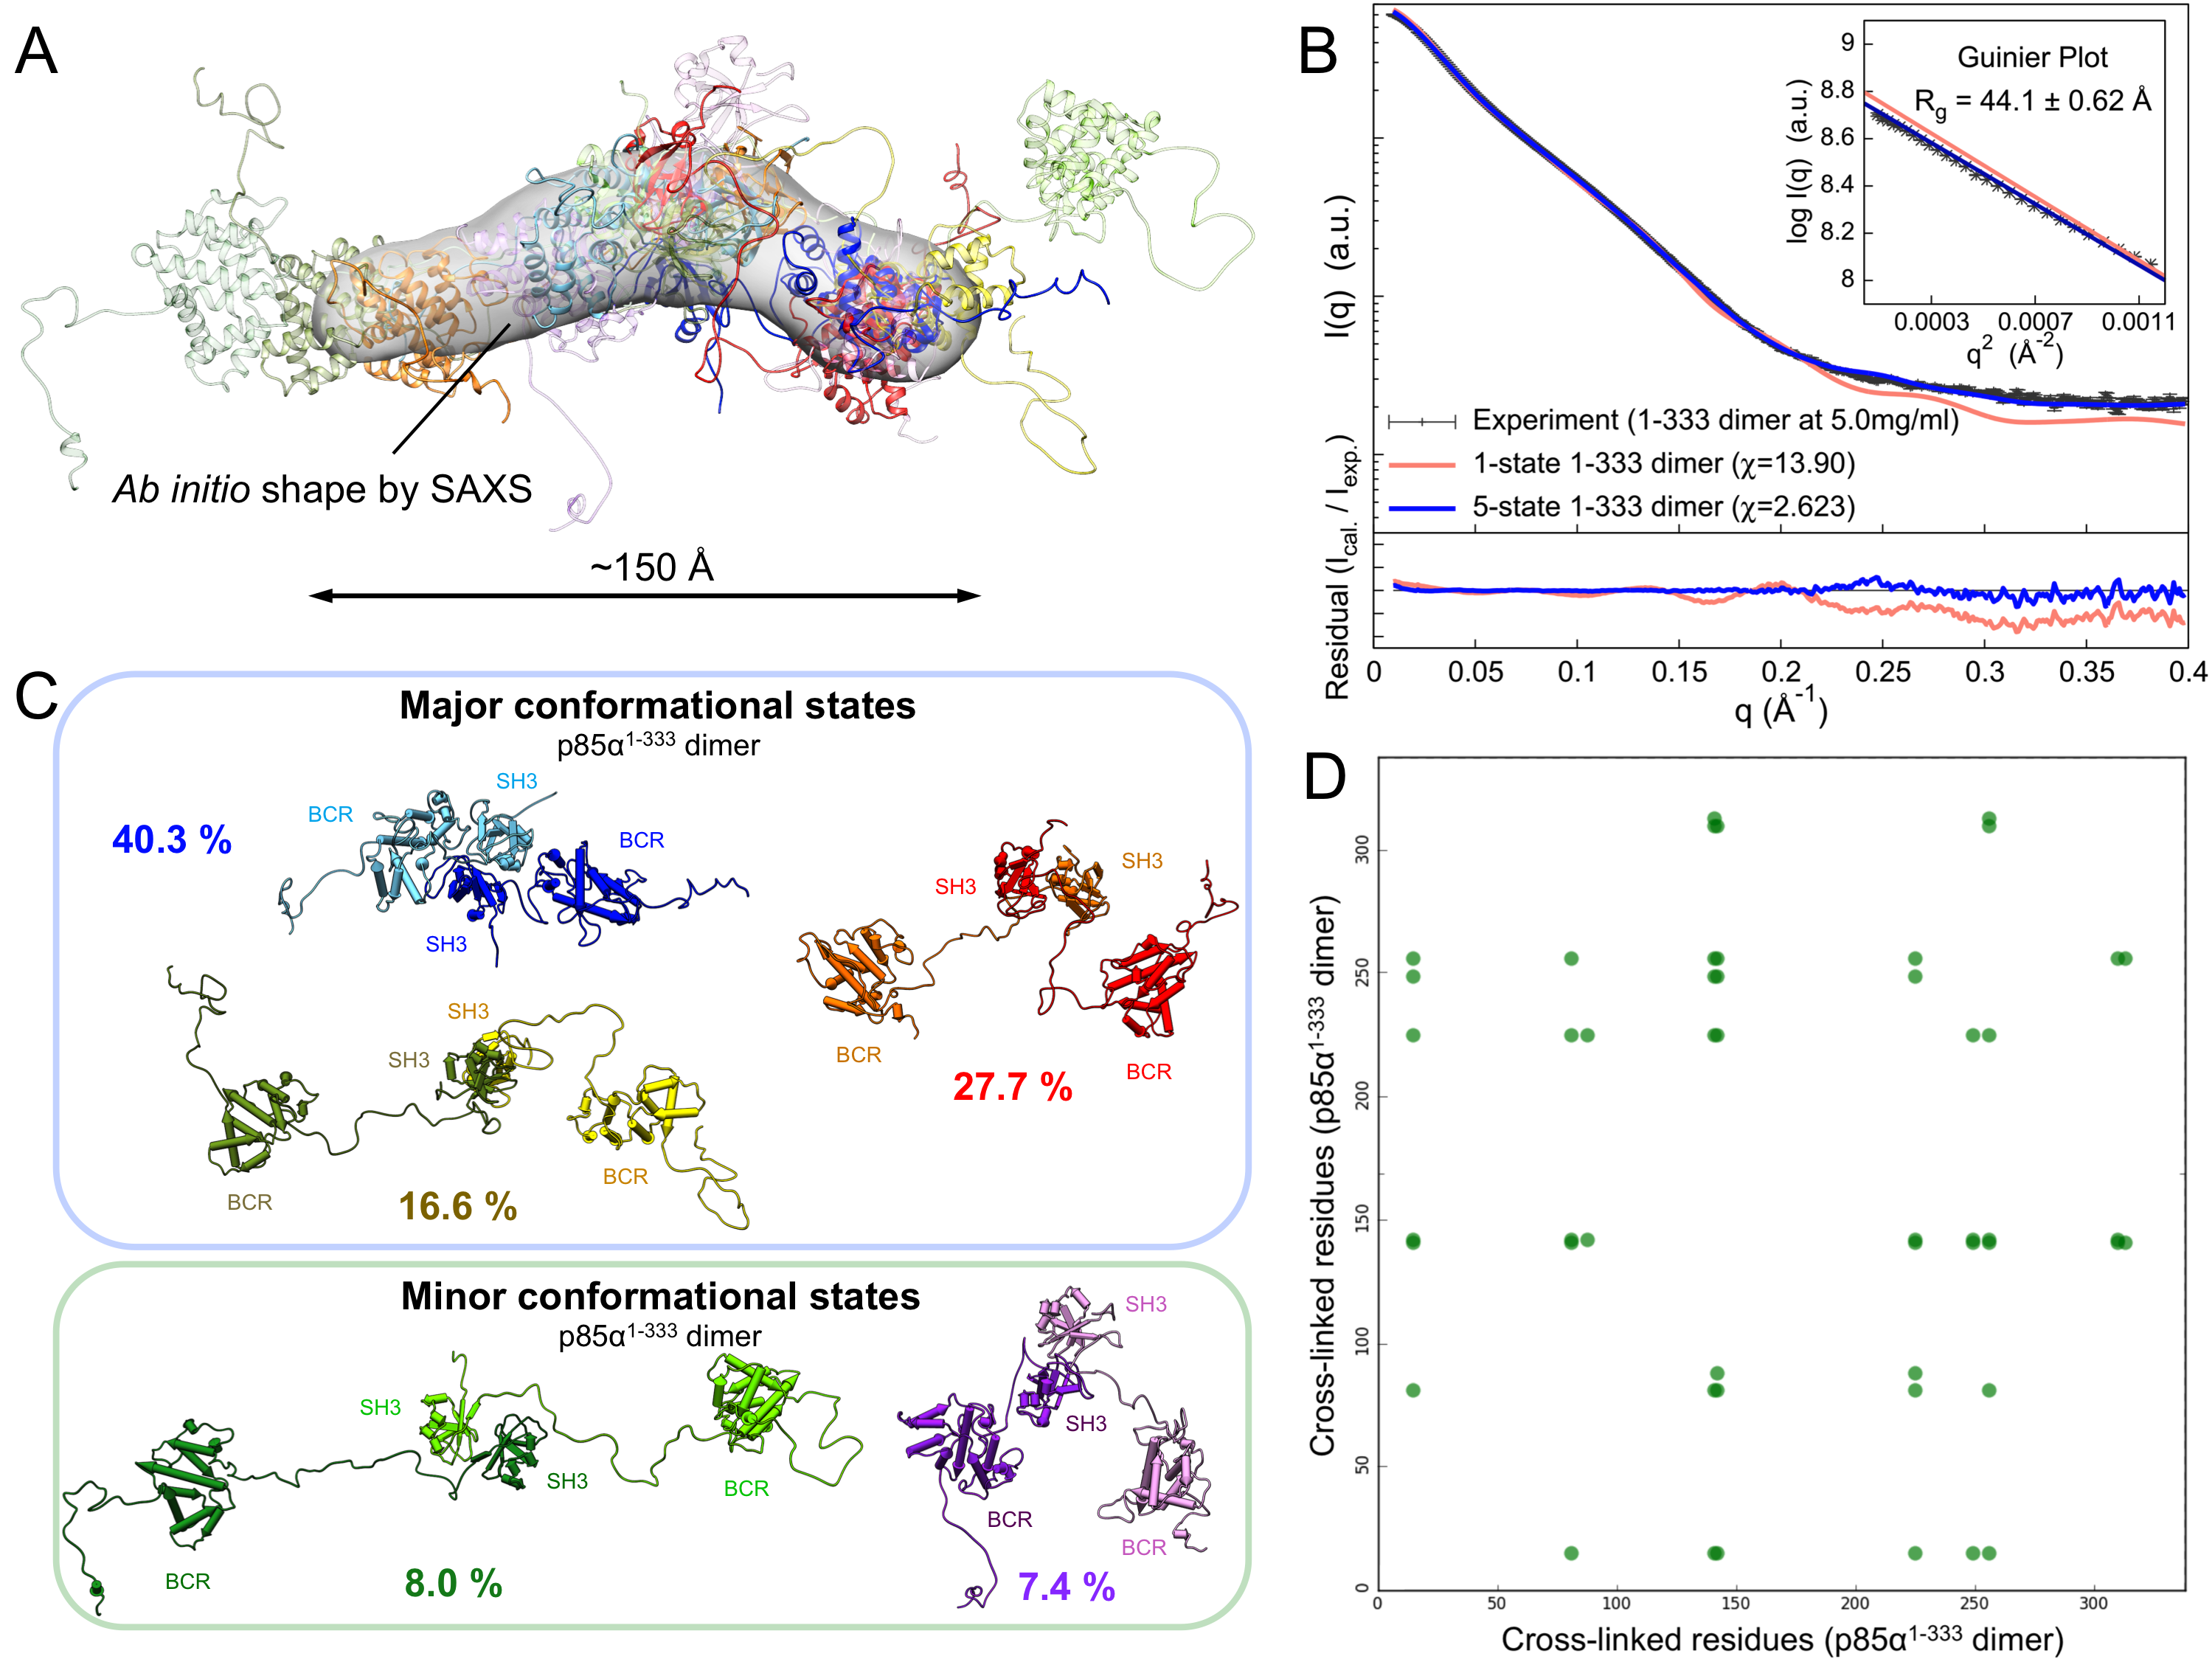 A
Ab initio shape by SAXS
~150 Å
B
I(q) (a.u.)
Guinier Plot
Rg = 44.1 ± 0.62 Å
log I(q) (a.u.)
9
8.8
8.6
8.4
8.2
8
0.0003 0.0007 0.0011
q² (Å⁻²)
Experiment (1-333 dimer at 5.0mg/ml)
1-state 1-333 dimer (χ=13.90)
5-state 1-333 dimer (χ=2.623)
Residual (Ical. / Iexp.)
0 0.05 0.1 0.15 0.2 0.25 0.3 0.35 0.4
q (Å⁻¹)
C
Major conformational states
p85α¹⁻³³³ dimer
SH3
BCR
40.3 %
BCR
SH3
SH3
SH3
BCR
BCR
27.7 %
SH3
SH3
BCR
BCR
16.6 %
Minor conformational states
p85α¹⁻³³³ dimer
SH3
SH3
BCR
BCR
8.0 %
SH3
SH3
BCR
BCR
7.4 %
D
Cross-linked residues (p85α¹⁻³³³ dimer)
300
250
200
150
100
50
0
0 50 100 150 200 250 300
Cross-linked residues (p85α¹⁻³³³ dimer)